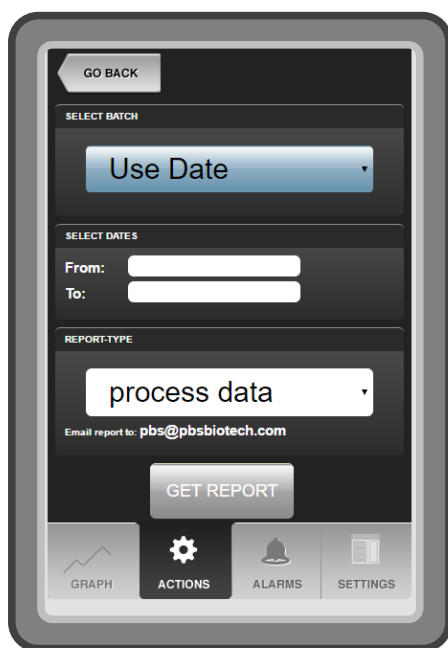 GO BACK
SELECT BATCH
Use Date
SELECT DATES
From:
To:
REPORT-TYPE
process data
Email report to: pbs@pbsbiotech.com
GET REPORT
GRAPH ACTIONS ALARMS SETTINGS